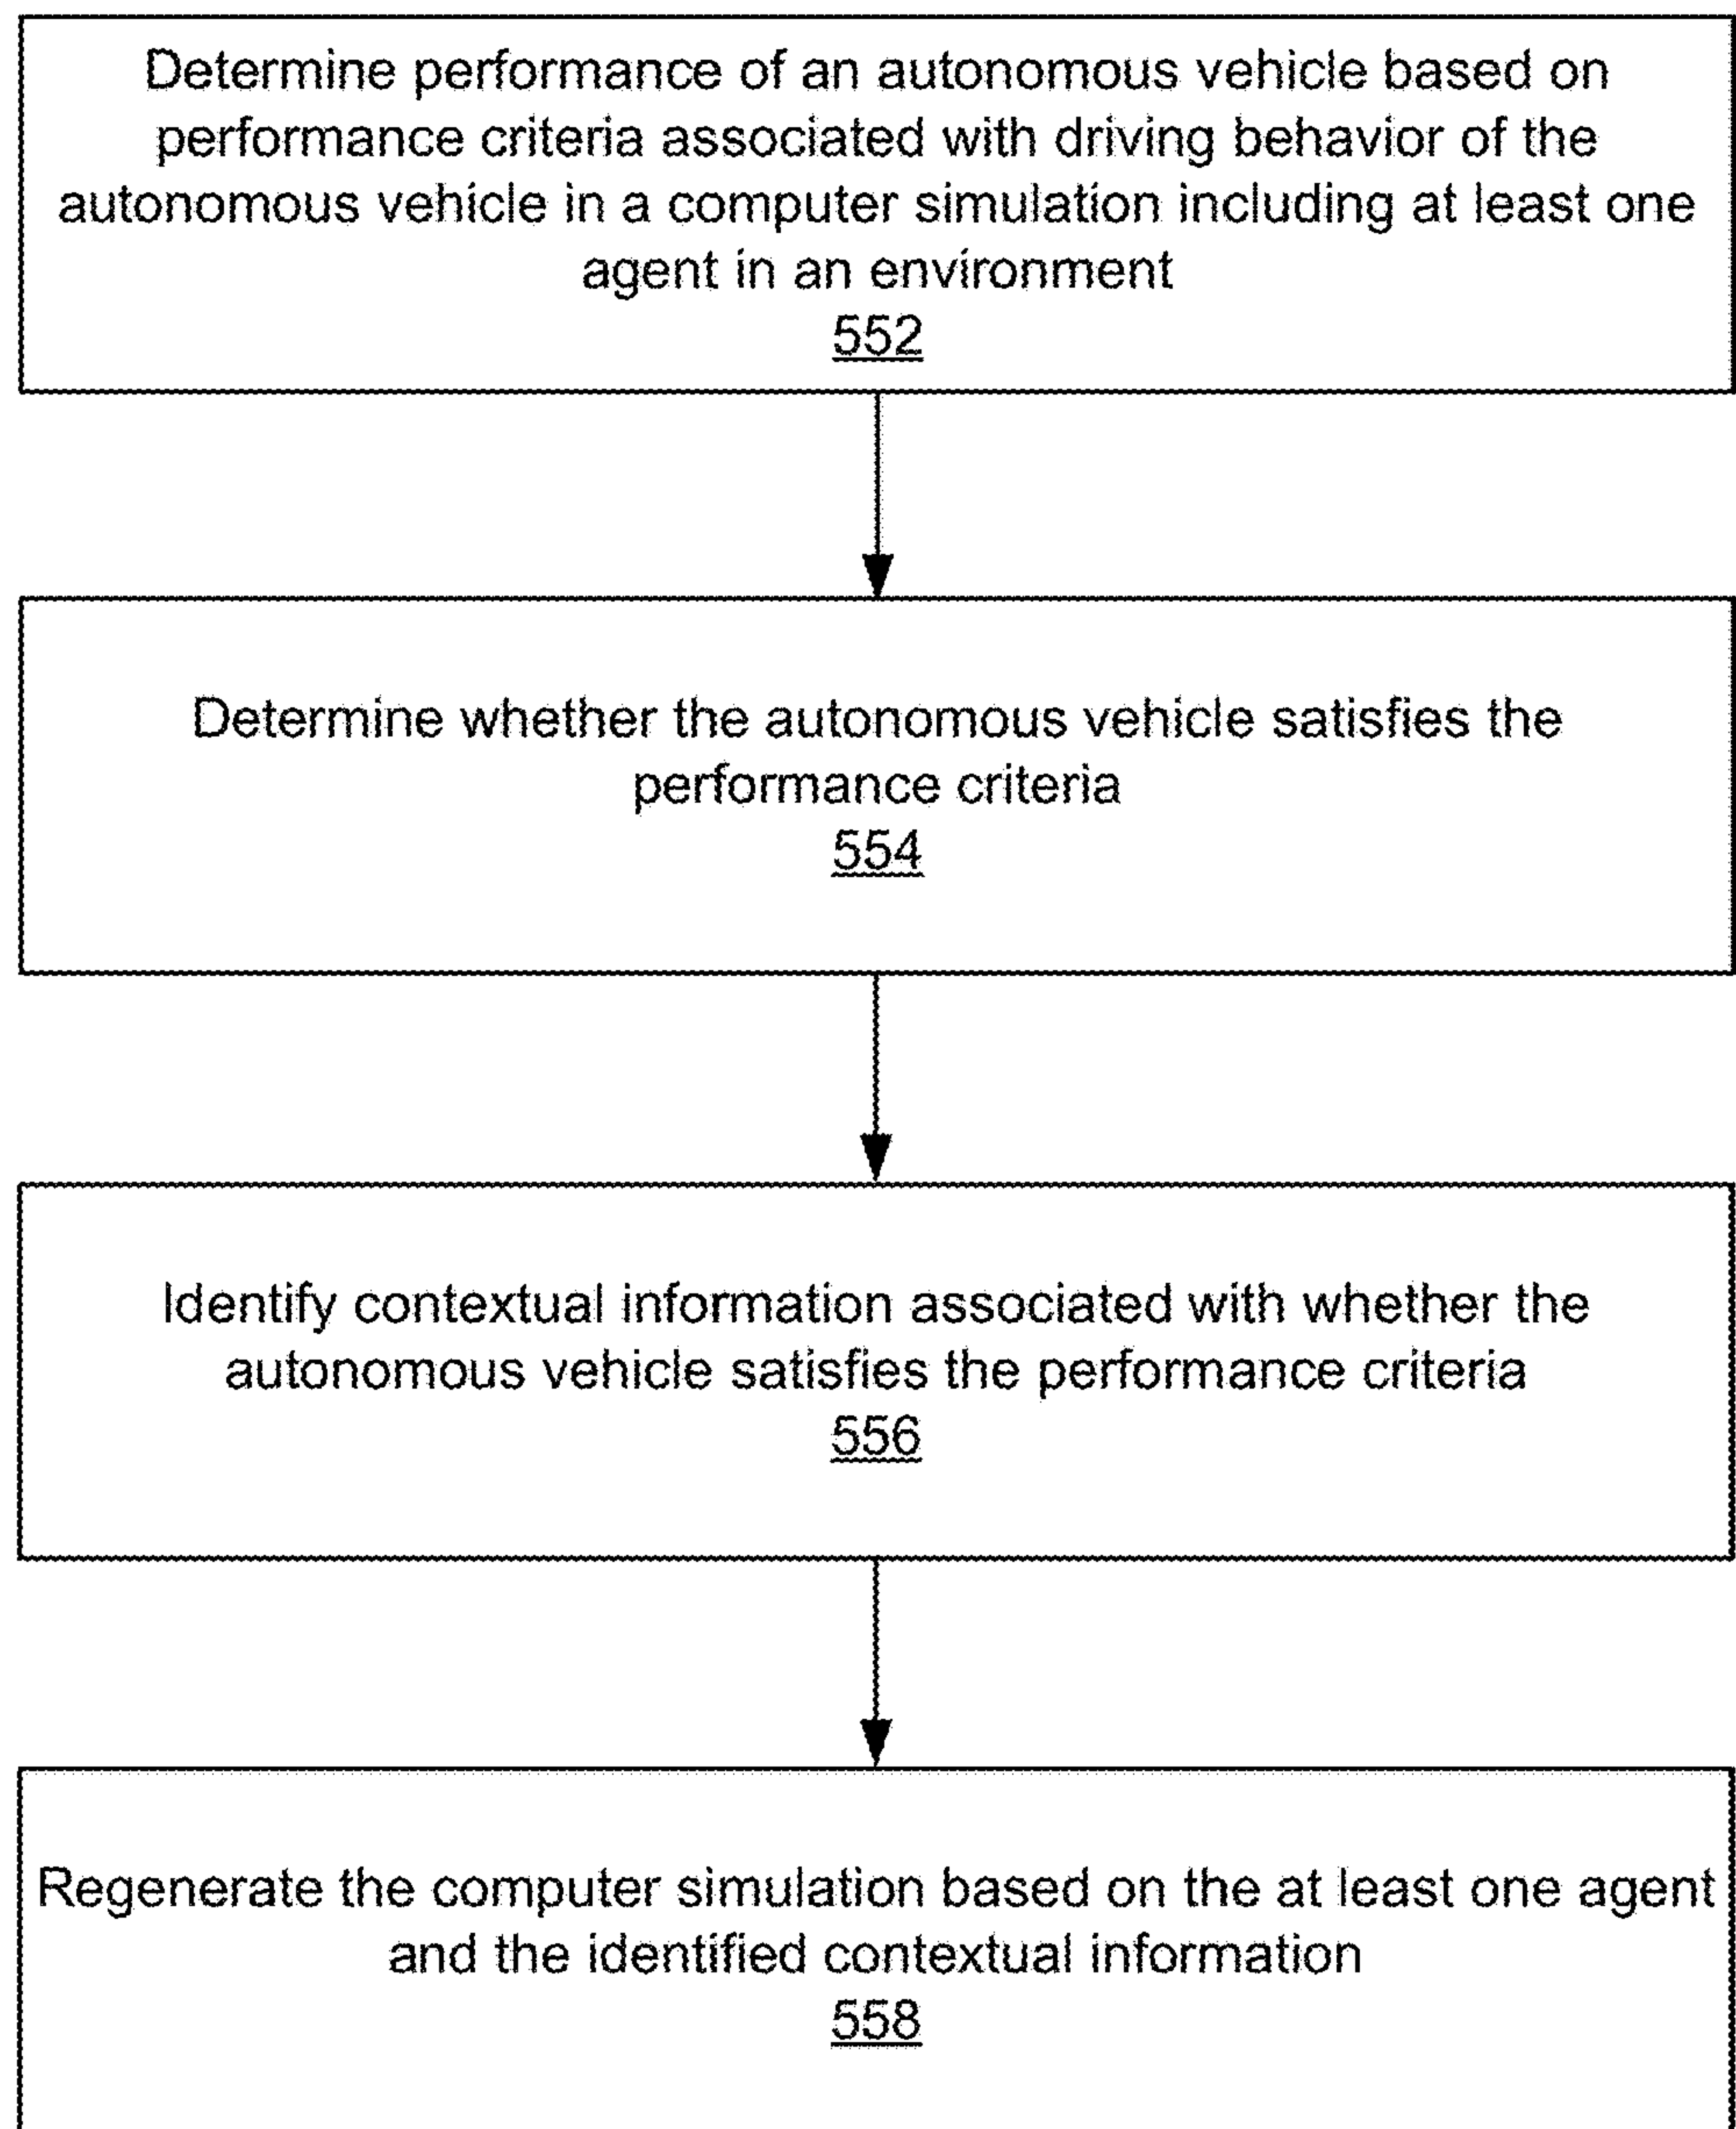 Determine performance of an autonomous vehicle based on
performance criteria associated with driving behavior of the
autonomous vehicle in a computer simulation including at least one
agent in an environment
552
Determine whether the autonomous vehicle satisfies the
performance criteria
554
Identify contextual information associated with whether the
autonomous vehicle satisfies the performance criteria
556
Regenerate the computer simulation based on the at least one agent
and the identified contextual information
558